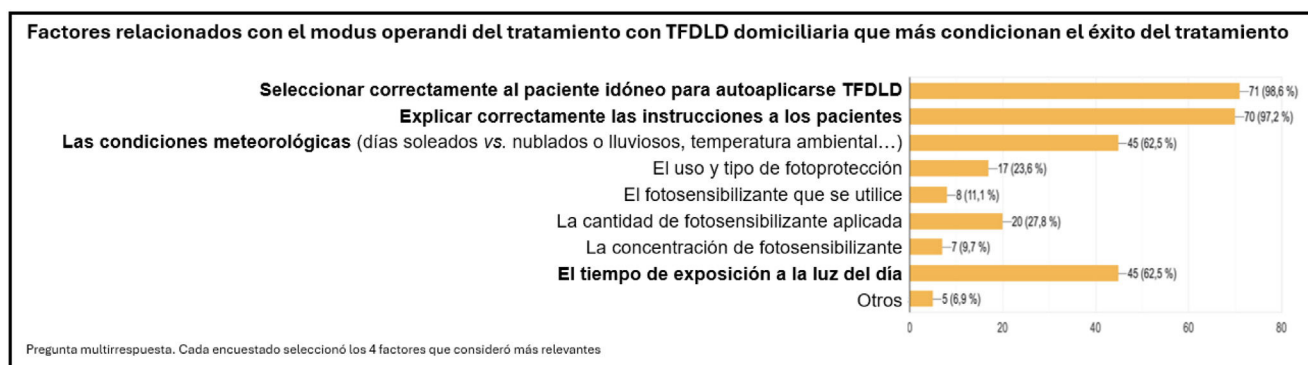 Factores relacionados con el modus operandi del tratamiento con TFDLD domiciliaria que más condicionan el éxito del tratamiento
Seleccionar correctamente al paciente idóneo para autoaplicarse TFDLD 71 (98,6 %)
Explicar correctamente las instrucciones a los pacientes 70 (97,2 %)
Las condiciones meteorológicas (días soleados vs. nublados o lluviosos, temperatura ambiental...) 45 (62,5 %)
El uso y tipo de fotoprotección 17 (23,6 %)
El fotosensibilizante que se utilice 8 (11,1 %)
La cantidad de fotosensibilizante aplicada 20 (27,8 %)
La concentración de fotosensibilizante 7 (9,7 %)
El tiempo de exposición a la luz del día 45 (62,5 %)
Otros 5 (6,9 %)
0 20 40 60 80
Pregunta multirrespuesta. Cada encuestado seleccionó los 4 factores que consideró más relevantes